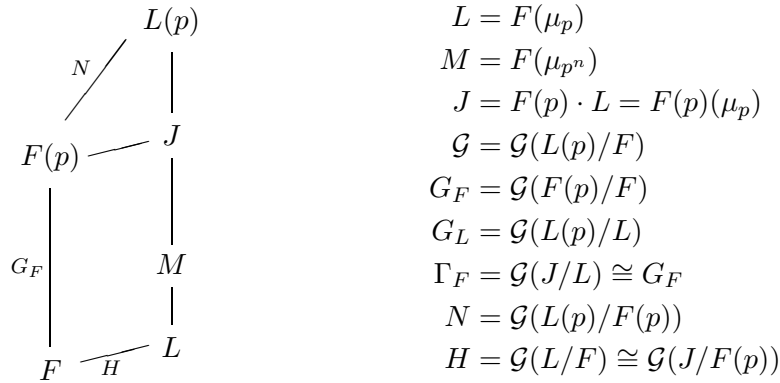 L(p)
N
J
F(p)
G_F
M
L
F
H
L = F(μ_p)
M = F(μ_{p^n})
J = F(p) · L = F(p)(μ_p)
𝒢 = 𝒢(L(p)/F)
G_F = 𝒢(F(p)/F)
G_L = 𝒢(L(p)/L)
Γ_F = 𝒢(J/L) ≅ G_F
N = 𝒢(L(p)/F(p))
H = 𝒢(L/F) ≅ 𝒢(J/F(p))